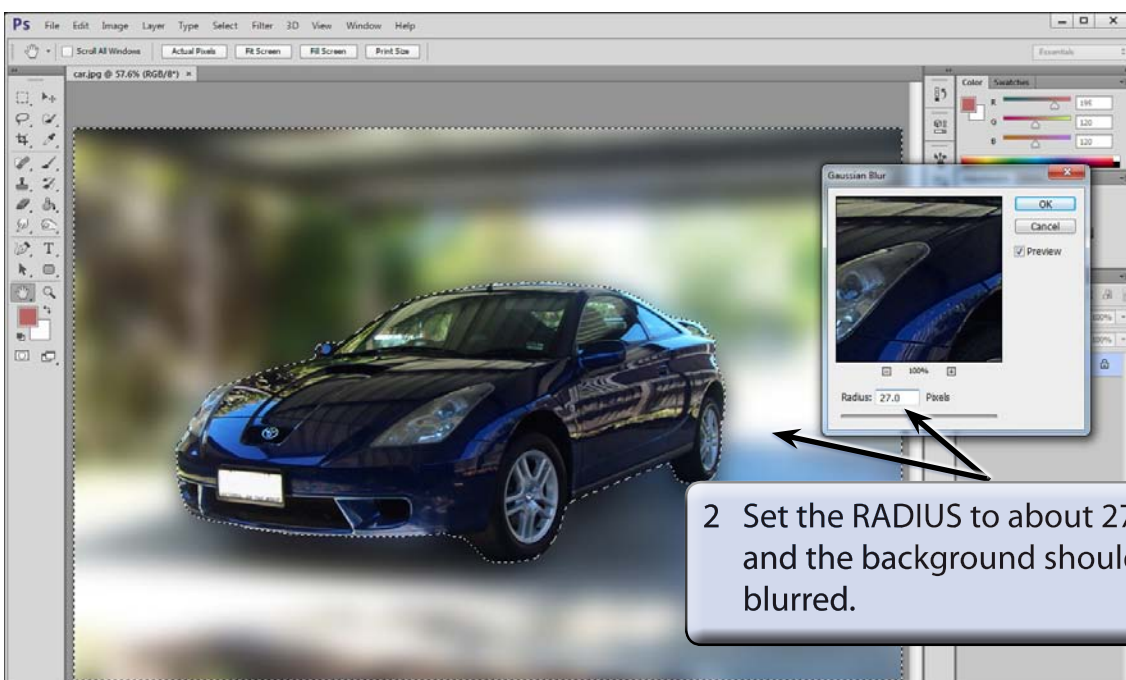 Ps File Edit Image Layer Type Select Filter 3D View Window Help
Scroll All Windows Actual Pixels Fit Screen Fill Screen Print Size Essentials
car.jpg @ 57.6% (RGB/8*) ×
Color Swatches
R 195
G 120
B 120
Gaussian Blur
OK
Cancel
Preview
100%
Radius: 27.0 Pixels
100%
100%
2 Set the RADIUS to about 27
and the background should
blurred.